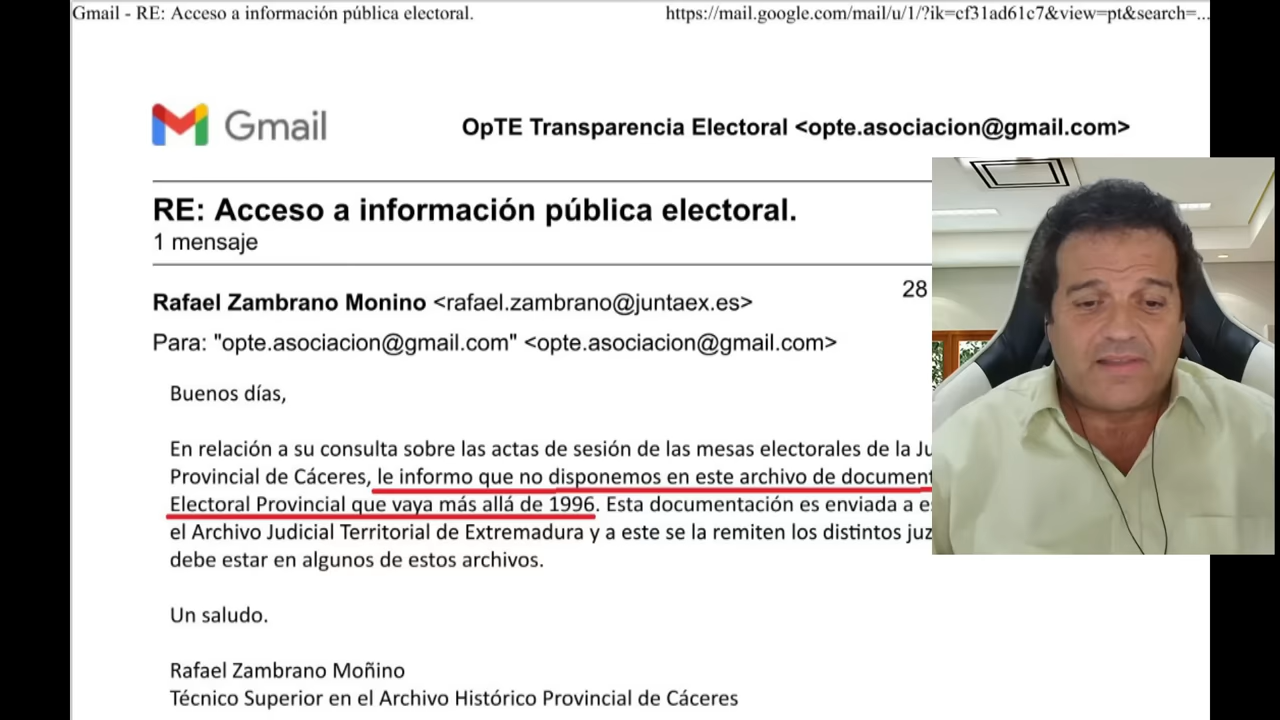 Gmail - RE: Acceso a información pública electoral.
https://mail.google.com/mail/u/1/?ik=cf31ad61c7&view=pt&search=...
Gmail
OpTE Transparencia Electoral <opte.asociacion@gmail.com>
RE: Acceso a información pública electoral.
1 mensaje
Rafael Zambrano Monino <rafael.zambrano@juntaex.es>
28
Para: "opte.asociacion@gmail.com" <opte.asociacion@gmail.com>
Buenos días,
En relación a su consulta sobre las actas de sesión de las mesas electorales de la
Provincial de Cáceres, le informo que no disponemos en este archivo de
Electoral Provincial que vaya más allá de 1996. Esta documentación es enviada a
el Archivo Judicial Territorial de Extremadura y a este se la remiten los distintos
debe estar en algunos de estos archivos.
Un saludo.
Rafael Zambrano Moñino
Técnico Superior en el Archivo Histórico Provincial de Cáceres